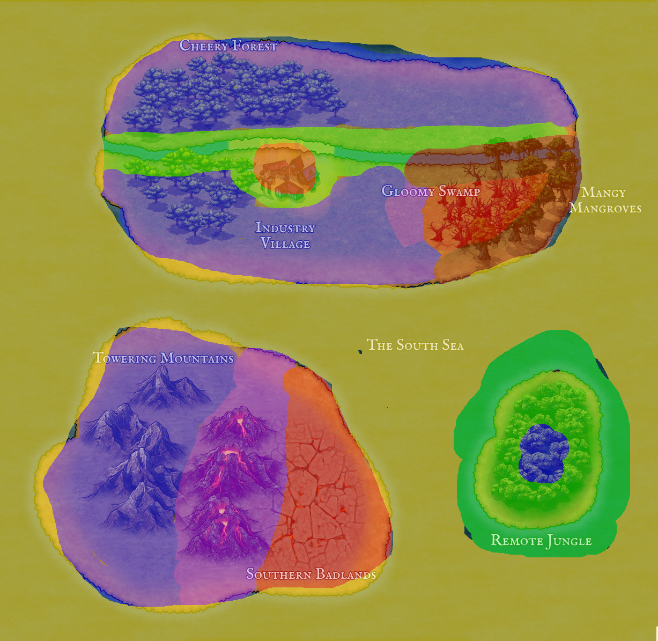 Cheery Forest
Gloomy Swamp
Mangy
Mangroves
Industry
Village
The South Sea
Towering Mountains
Remote Jungle
Southern Badlands